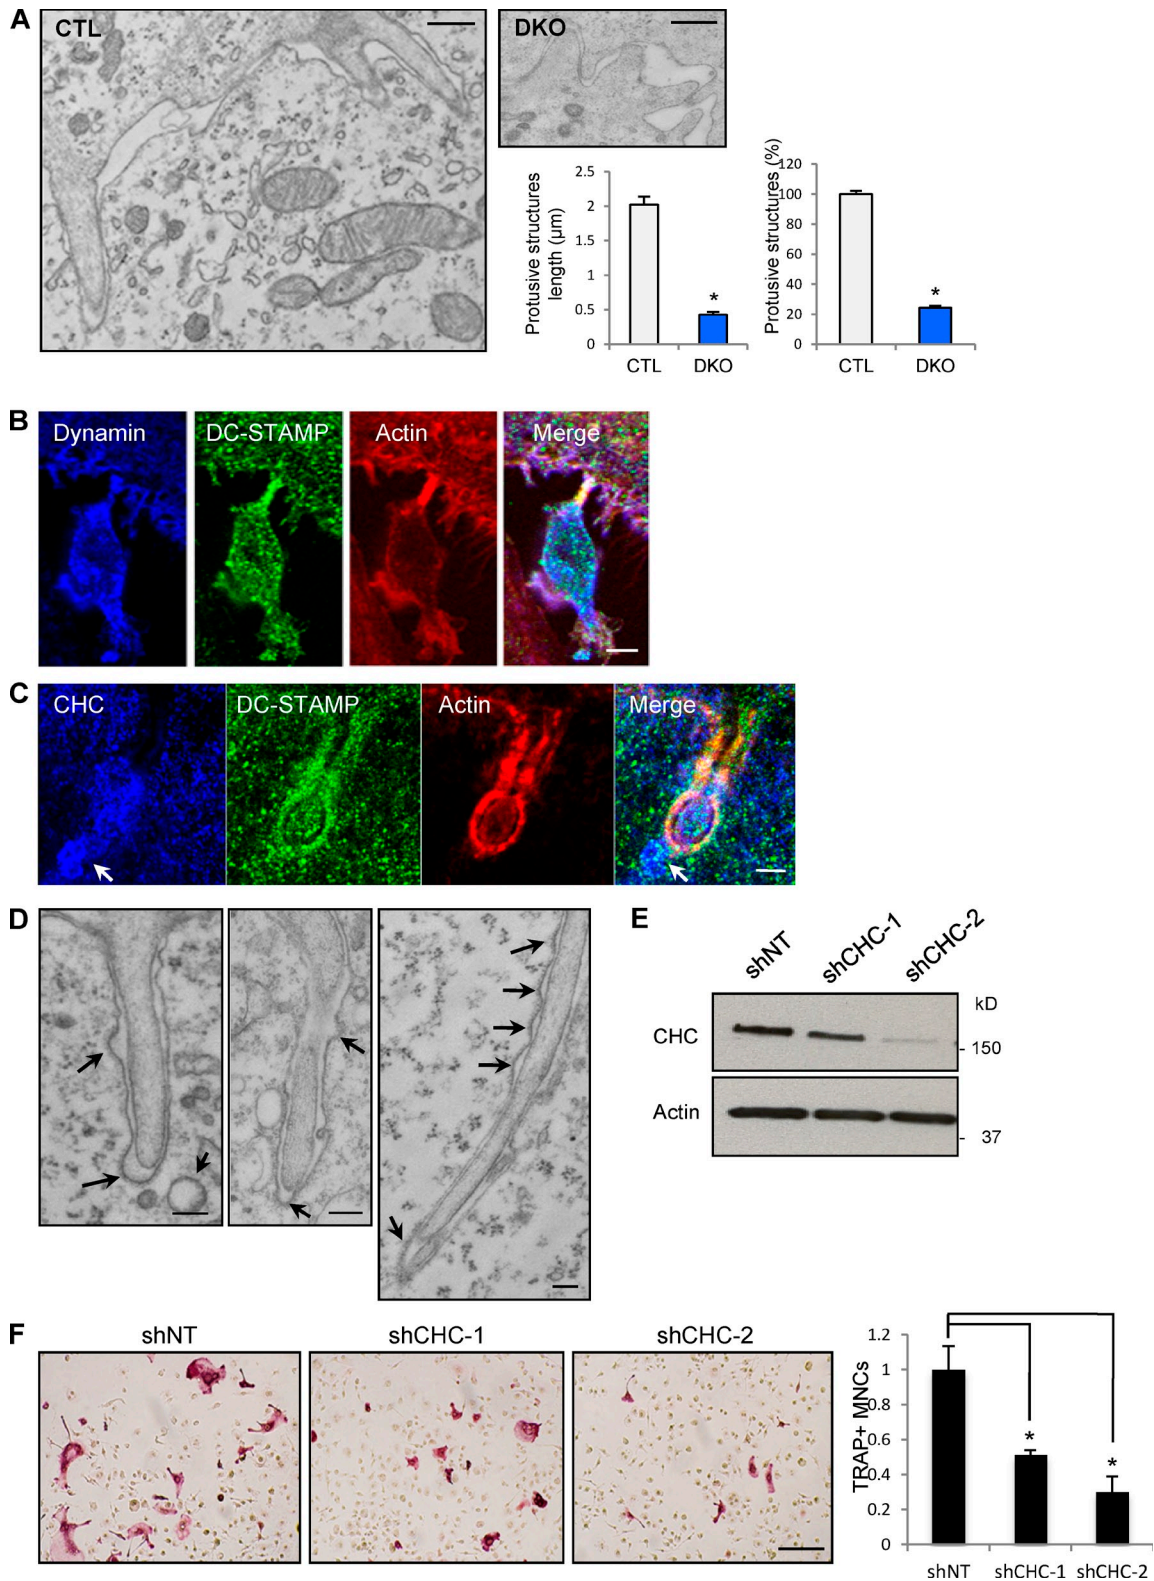 A
CTL
DKO
Protusive structures
length (μm)
2.5
2
1.5
1
0.5
0
*
CTL
DKO
Protusive structures (%)
120
100
80
60
40
20
0
*
CTL
DKO
B
Dynamin
DC-STAMP
Actin
Merge
C
CHC
DC-STAMP
Actin
Merge
D
E
shNT
shCHC-1
shCHC-2
kD
CHC
- 150
Actin
- 37
F
shNT
shCHC-1
shCHC-2
TRAP+ MNCs
1.2
1
0.8
0.6
0.4
0.2
0
*
*
shNT
shCHC-1
shCHC-2